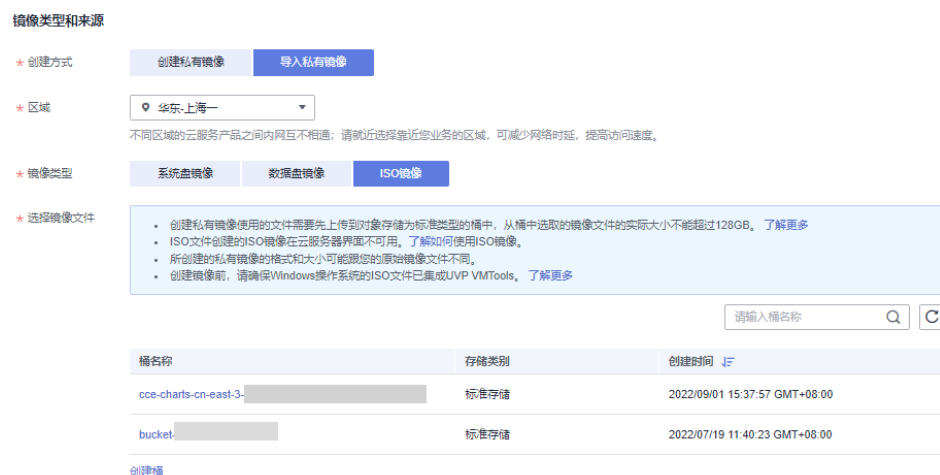 镜像类型和来源
★ 创建方式 创建私有镜像 导入私有镜像
★ 区域 华东-上海一
不同区域的云服务产品之间内网互不相通；请就近选择靠近您业务的区域，可减少网络时延，提高访问速度。
★ 镜像类型 系统盘镜像 数据盘镜像 ISO镜像
★ 选择镜像文件
• 创建私有镜像使用的文件需要先上传到对象存储为标准类型的桶中，从桶中选取的镜像文件的实际大小不能超过128GB。 了解更多
• ISO文件创建的ISO镜像在云服务器界面不可用。了解如何使用ISO镜像。
• 所创建的私有镜像的格式和大小可能跟您的原始镜像文件不同。
• 创建镜像前，请确保Windows操作系统的ISO文件已集成UVP VMTools。 了解更多
请输入桶名称
桶名称 存储类别 创建时间
cce-charts-cn-east-3- 标准存储 2022/09/01 15:37:57 GMT+08:00
bucket- 标准存储 2022/07/19 11:40:23 GMT+08:00
创建桶